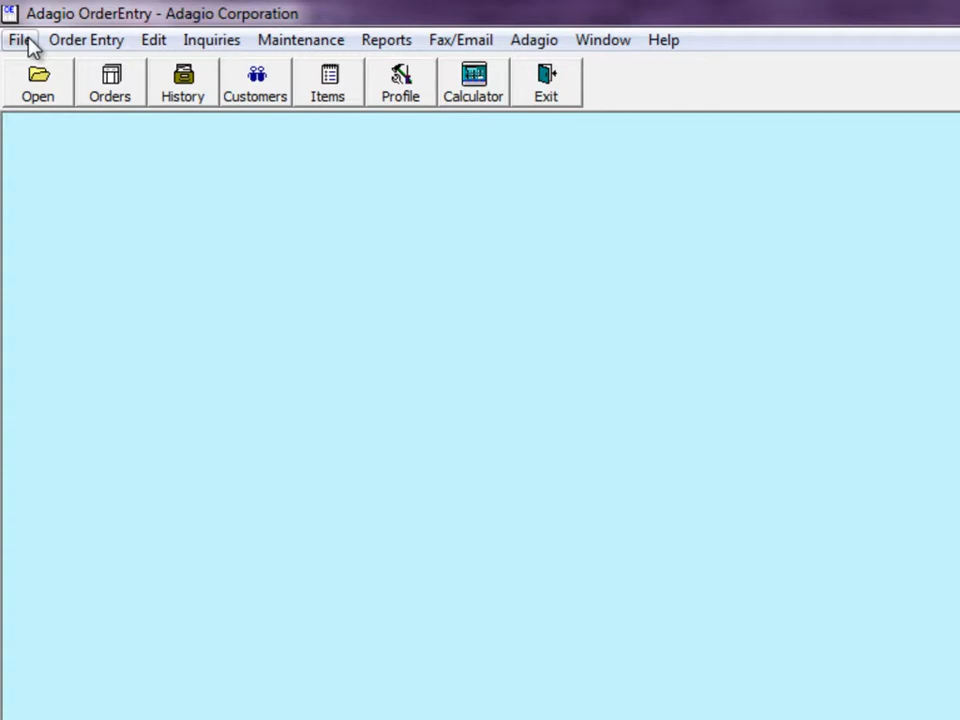 OE Adagio OrderEntry - Adagio Corporation
File Order Entry Edit Inquiries Maintenance Reports Fax/Email Adagio Window Help
Open Orders History Customers Items Profile Calculator Exit